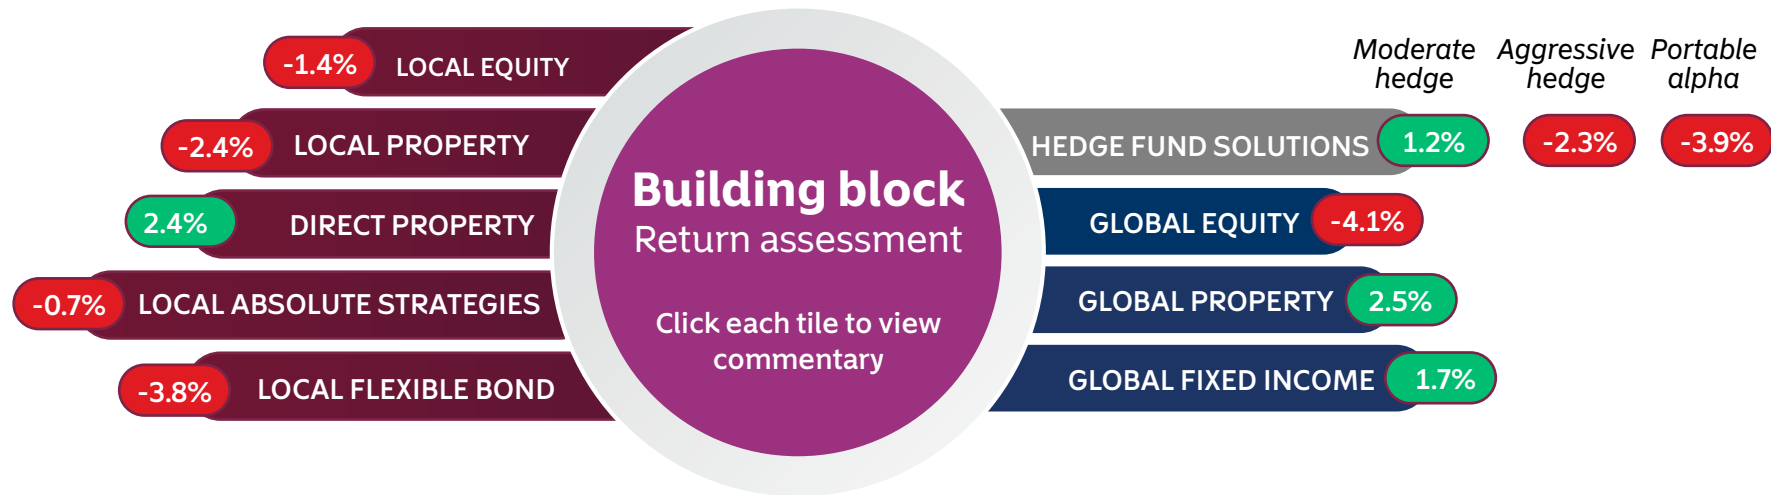 -1.4% LOCAL EQUITY
-2.4% LOCAL PROPERTY
2.4% DIRECT PROPERTY
-0.7% LOCAL ABSOLUTE STRATEGIES
-3.8% LOCAL FLEXIBLE BOND
Building block
Return assessment
Click each tile to view
commentary
Moderate Aggressive Portable
hedge hedge alpha
HEDGE FUND SOLUTIONS 1.2% -2.3% -3.9%
GLOBAL EQUITY -4.1%
GLOBAL PROPERTY 2.5%
GLOBAL FIXED INCOME 1.7%